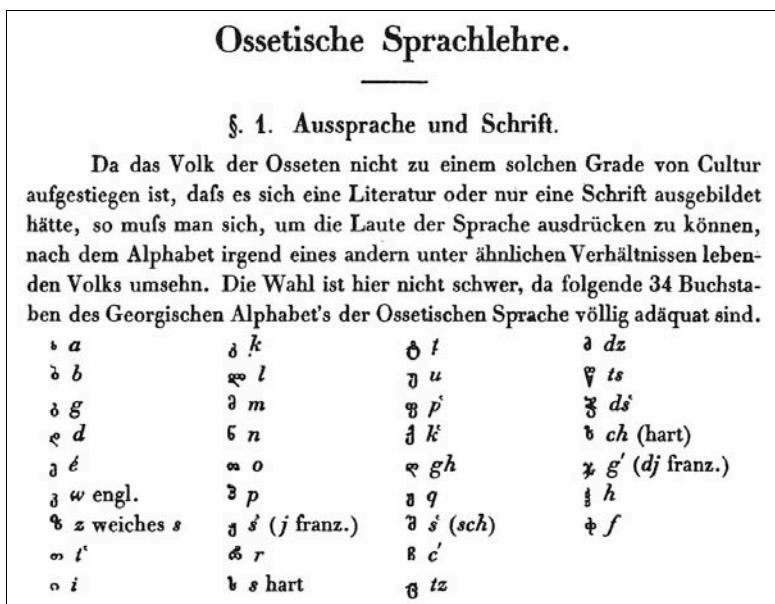 Ossetische Sprachlehre.
§. 1. Aussprache und Schrift.
Da das Volk der Osseten nicht zu einem solchen Grade von Cultur
aufgestiegen ist, daſs es sich eine Literatur oder nur eine Schrift ausgebildet
hätte, so muſs man sich, um die Laute der Sprache ausdrücken zu können,
nach dem Alphabet irgend eines andern unter ähnlichen Verhältnissen leben-
den Volks umsehn. Die Wahl ist hier nicht schwer, da folgende 34 Buchsta-
ben des Georgischen Alphabet's der Ossetischen Sprache völlig adäquat sind.
ა a კ ḳ ტ ṭ ძ dz
ბ b ლ l უ u წ ts
გ g მ m ფ pʽ ჭ dsʽ
დ d ნ n ქ kʽ ხ ch (hart)
ე é ო o ღ gh ჯ g' (dj franz.)
ვ w engl. პ p ყ q ჰ h
ზ z weiches s ჟ ṡ (j franz.) შ ś (sch) ჶ f
თ tʽ რ r ჩ c'
ი i ს s hart ც tz